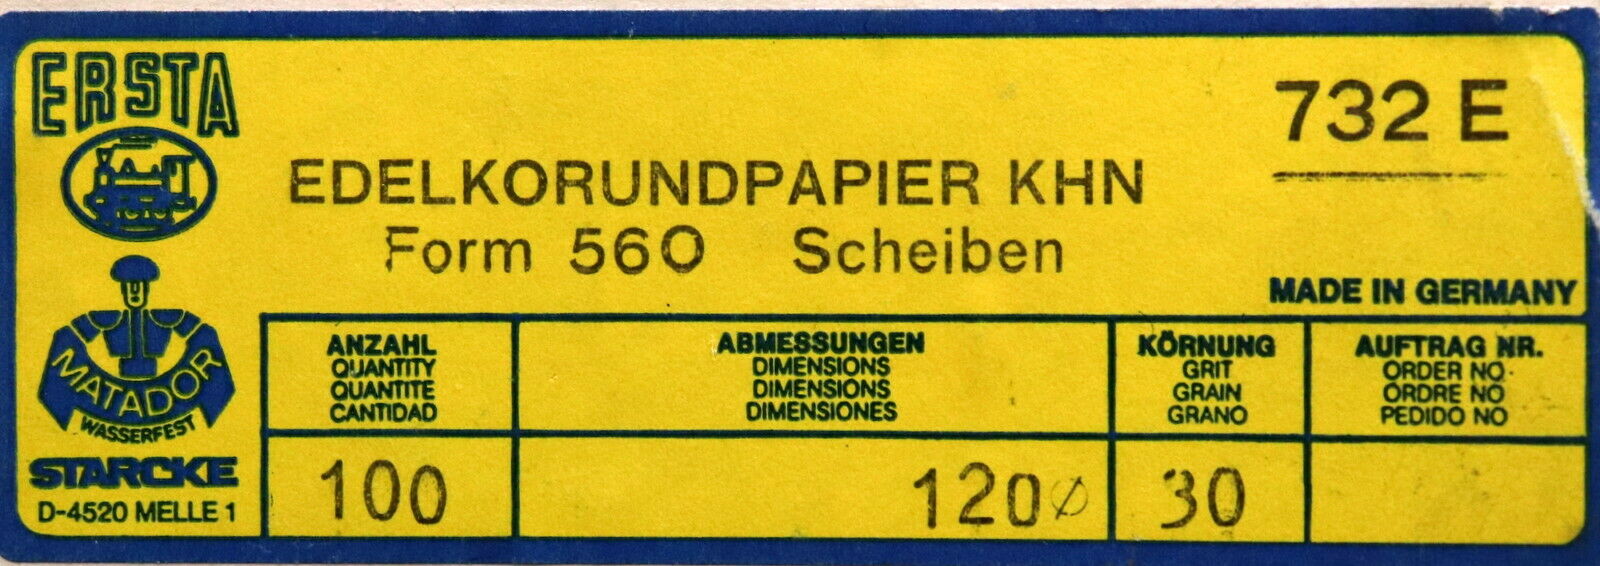 ERSTA
732 E
EDELKORUNDPAPIER KHN
Form 560 Scheiben
MADE IN GERMANY
MATADOR
WASSERFEST
STARCKE
D-4520 MELLE 1
ANZAHL
QUANTITY
QUANTITE
CANTIDAD
100
ABMESSUNGEN
DIMENSIONS
DIMENSIONS
DIMENSIONES
120 ø
KÖRNUNG
GRIT
GRAIN
GRANO
30
AUFTRAG NR.
ORDER NO.
ORDRE NO
PEDIDO NO